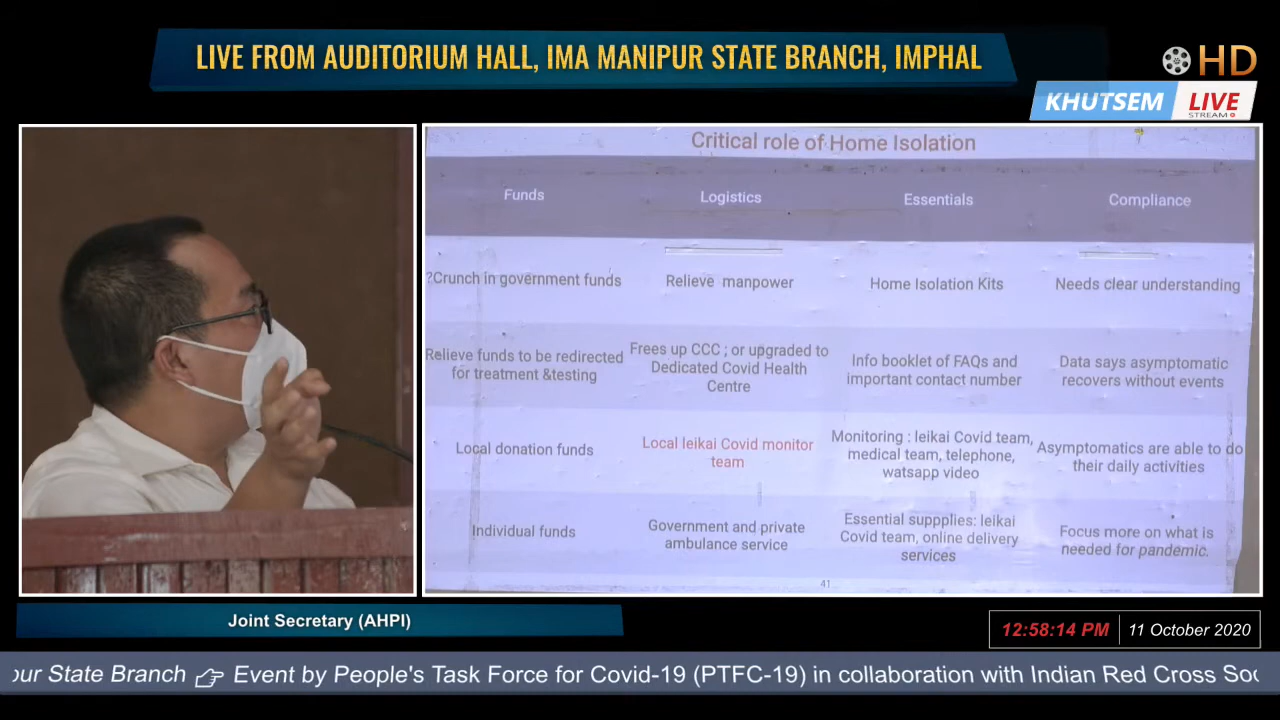 LIVE FROM AUDITORIUM HALL, IMA MANIPUR STATE BRANCH, IMPHAL
HD
KHUTSEM LIVE
STREAM
Critical role of Home Isolation
Funds
Logistics
Essentials
Compliance
?Crunch in government funds
Relieve manpower
Home Isolation Kits
Needs clear understanding
Relieve funds to be redirected
for treatment &testing
Frees up CCC ; or upgraded to
Dedicated Covid Health
Centre
Info booklet of FAQs and
important contact number
Data says asymptomatic
recovers without events
Local donation funds
Local leikai Covid monitor
team
Monitoring ; leikai Covid team,
medical team, telephone,
watsapp video
Asymptomatics are able to do
their daily activities
Individual funds
Government and private
ambulance service
Essential suppplies: leikai
Covid team, online delivery
services
Focus more on what is
needed for pandemic.
41
Joint Secretary (AHPI)
12:58:14 PM
11 October 2020
our State Branch Event by People's Task Force for Covid-19 (PTFC-19) in collaboration with Indian Red Cross Soc